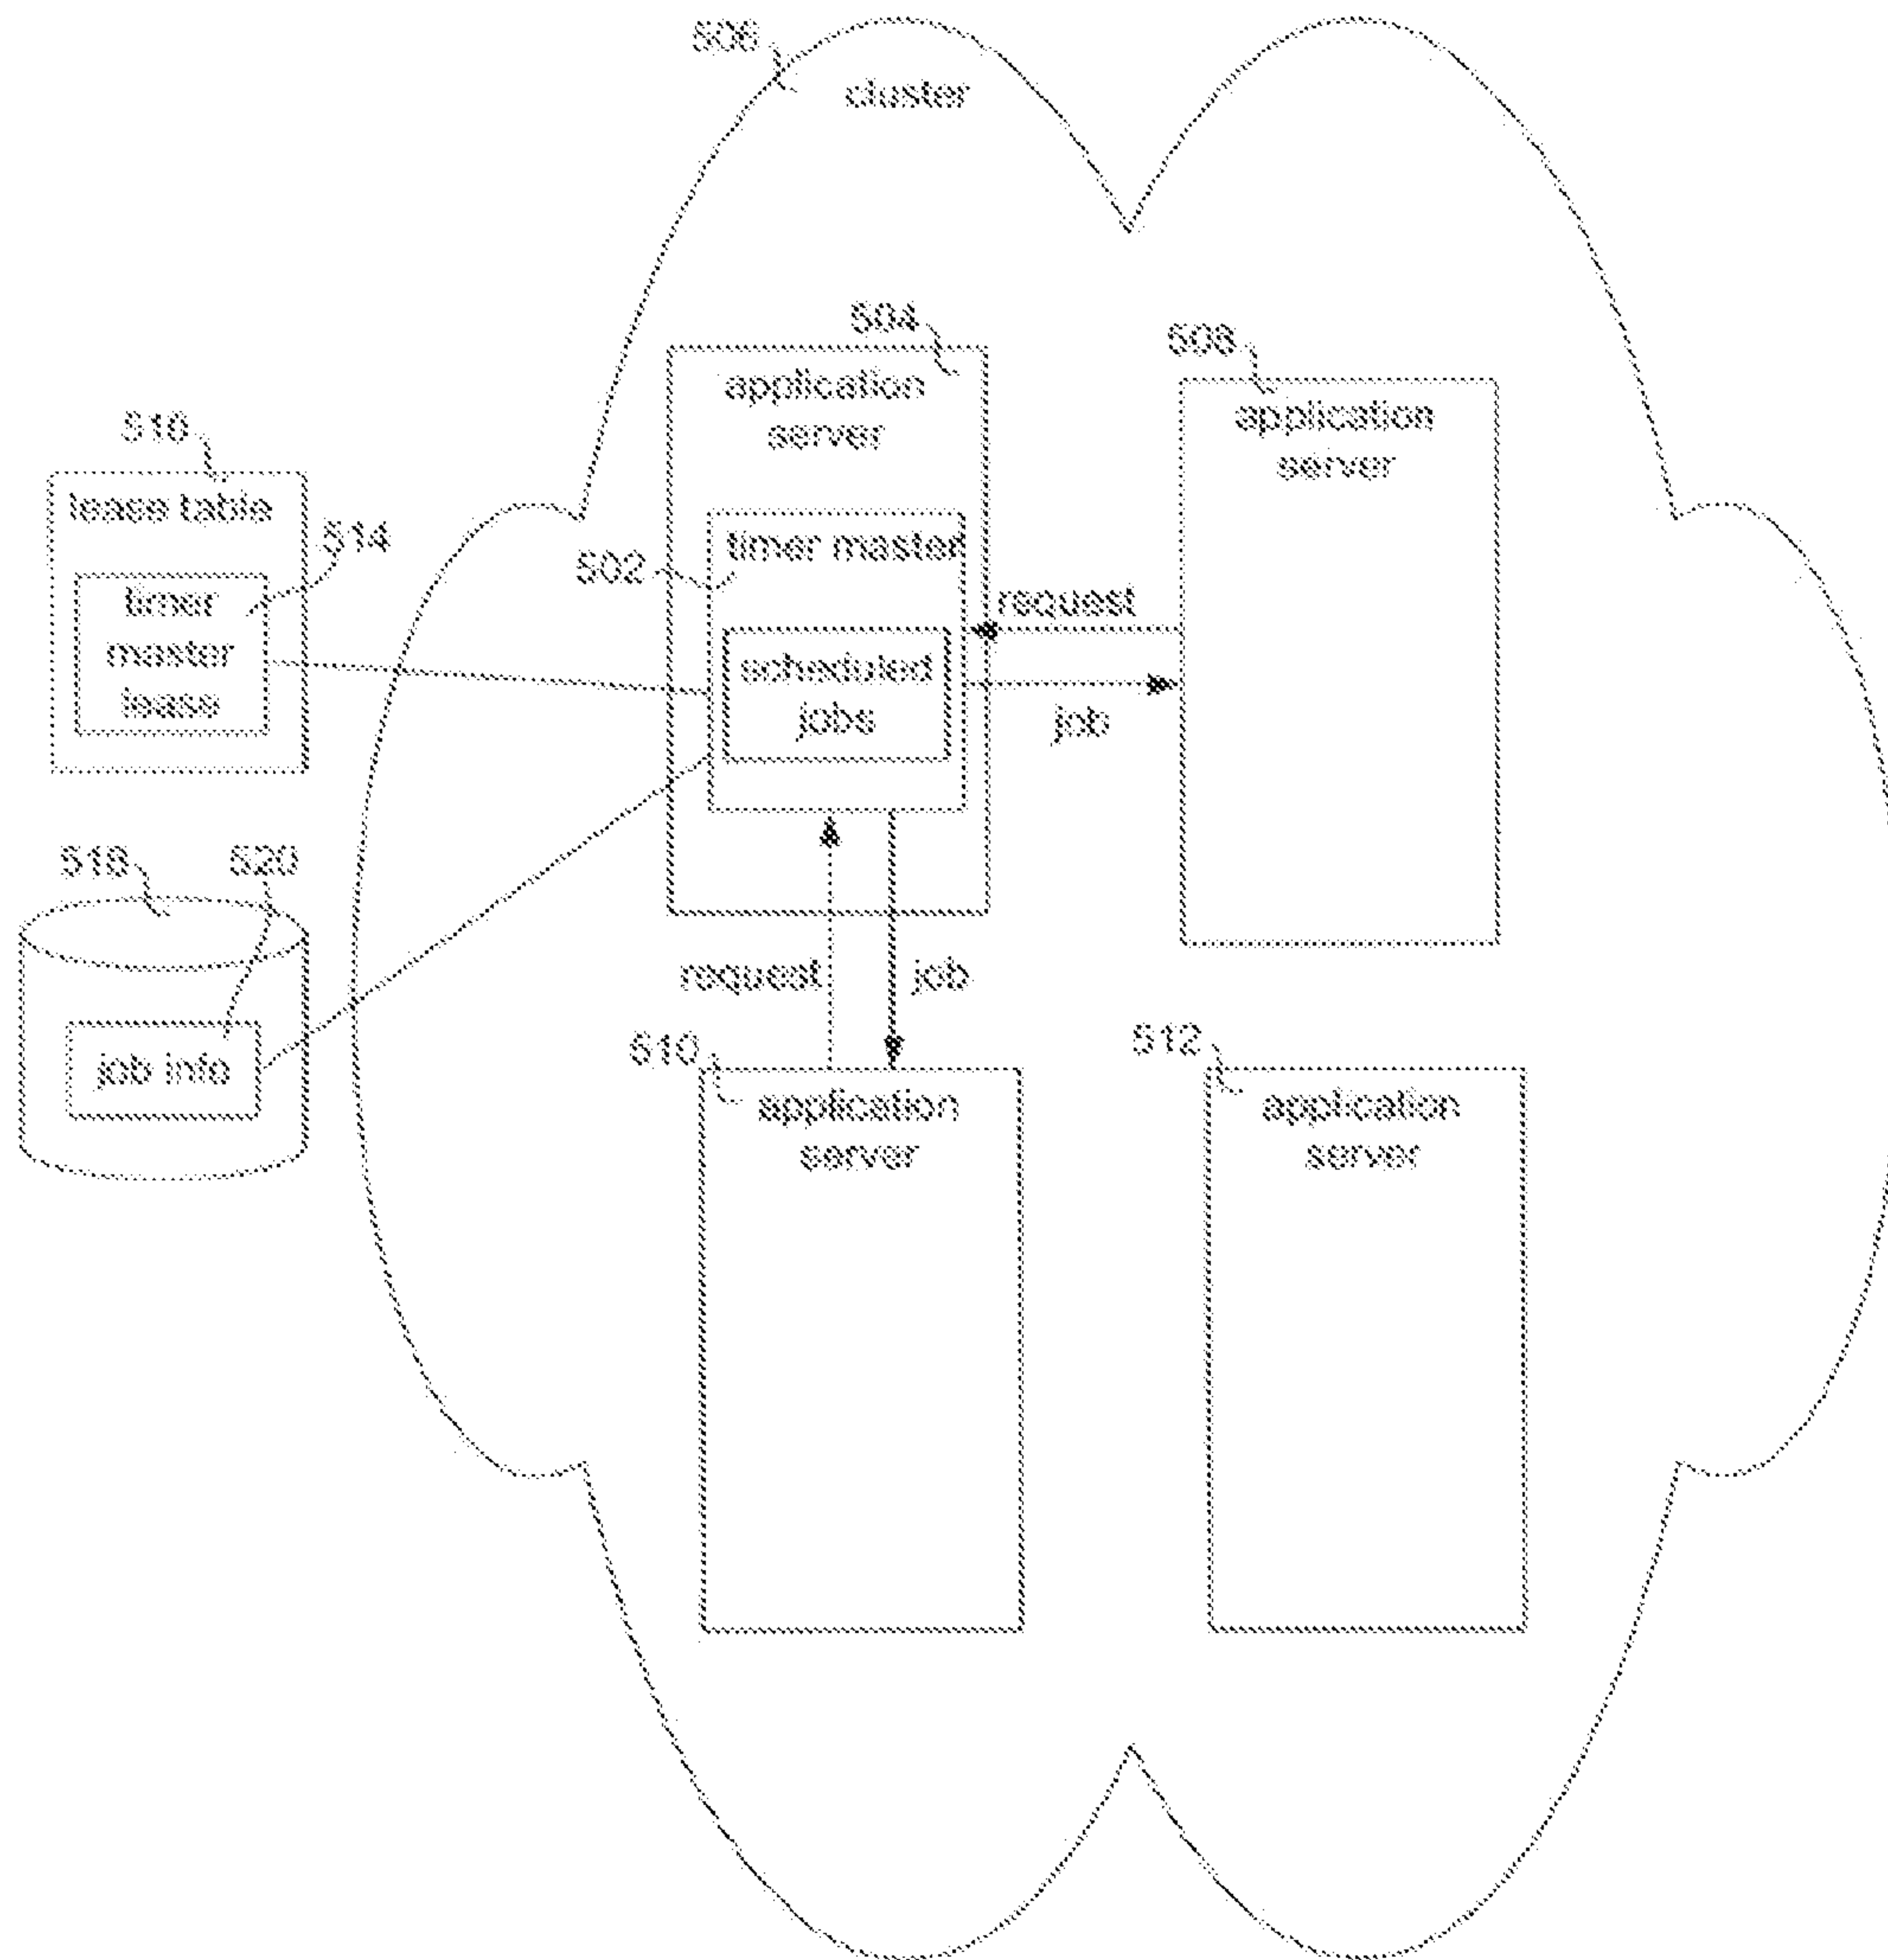 506
cluster
504
application
server
508
application
server
516
lease table
514
timer
master
lease
502
timer master
scheduled
jobs
request
job
518
520
job info
request
job
510
application
server
512
application
server